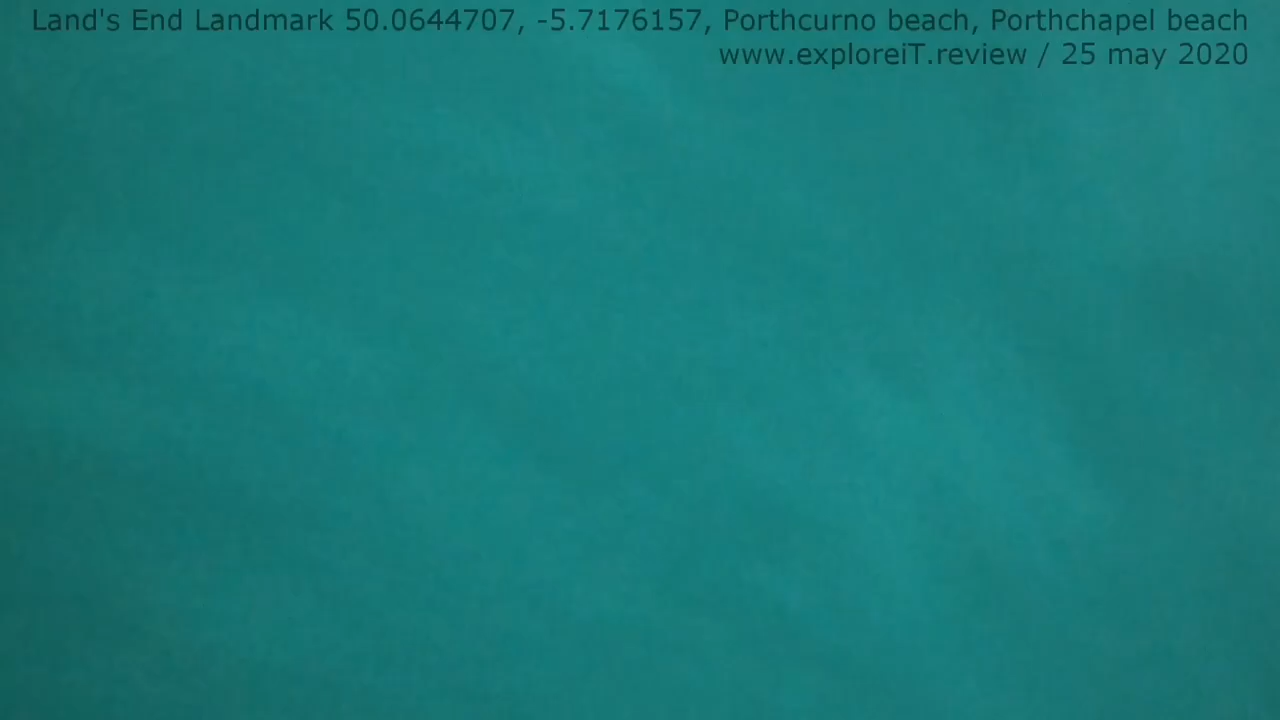 Land's End Landmark 50.0644707, -5.7176157, Porthcurno beach, Porthchapel beach
www.exploreiT.review / 25 may 2020